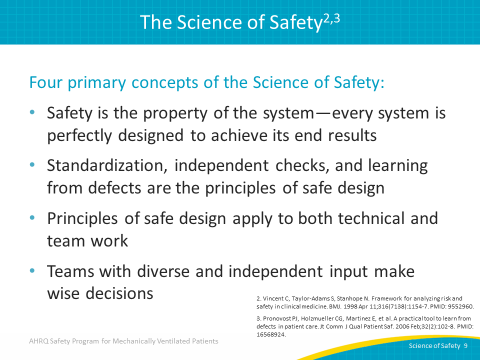 The Science of Safety2,3
Four primary concepts of the Science of Safety:
• Safety is the property of the system—every system is
perfectly designed to achieve its end results
• Standardization, independent checks, and learning
from defects are the principles of safe design
• Principles of safe design apply to both technical and
team work
• Teams with diverse and independent input make
wise decisions
2. Vincent C, Taylor-Adams S, Stanhope N. Framework for analyzing risk and
safety in clinical medicine. BMJ. 1998 Apr 11;316(7138):1154-7. PMID: 9552960.
3. Pronovost PJ, Holzmueller CG, Martinez E, et al. A practical tool to learn from
defects in patient care. Jt Comm J Qual Patient Saf. 2006 Feb;32(2):102-8. PMID:
16568924.
AHRQ Safety Program for Mechanically Ventilated Patients
Science of Safety 9